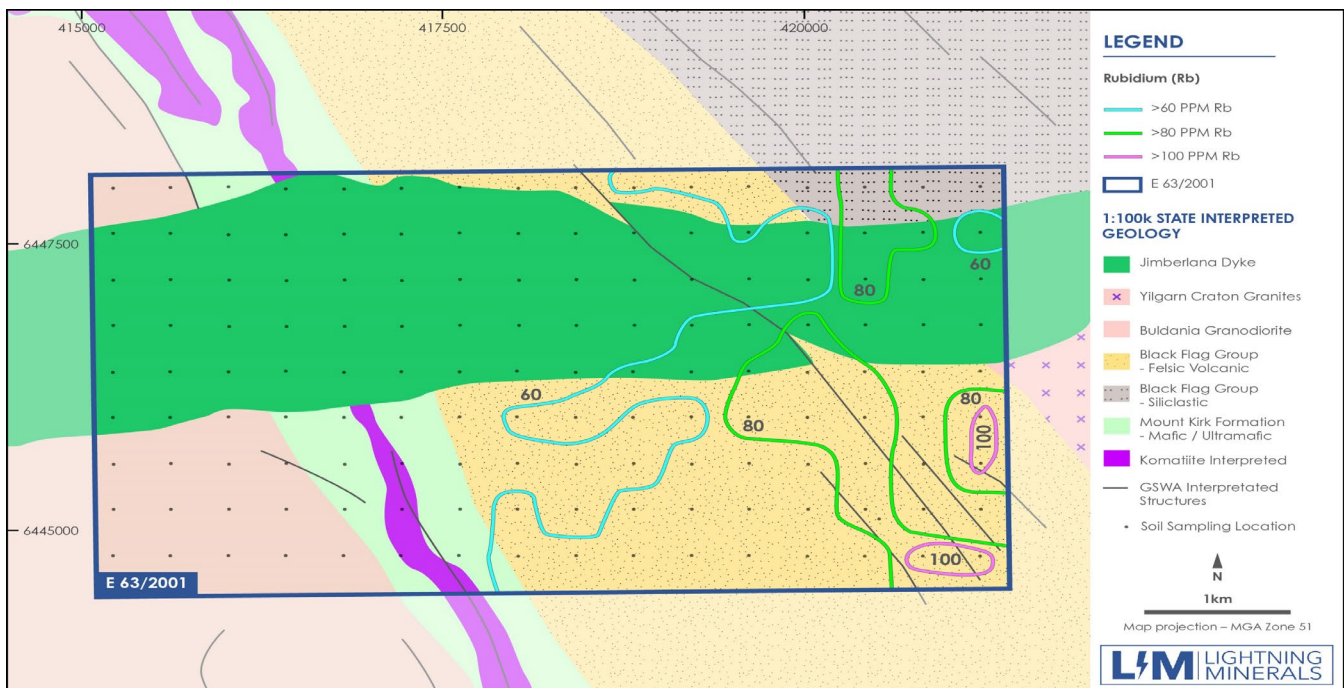 415000
417500
420000
6447500
6445000
60
80
60
60
80
80
100
100
E 63/2001
LEGEND
Rubidium (Rb)
>60 PPM Rb
>80 PPM Rb
>100 PPM Rb
E 63/2001
1:100k STATE INTERPRETED
GEOLOGY
Jimberlana Dyke
Yilgarn Craton Granites
Buldania Granodiorite
Black Flag Group
- Felsic Volcanic
Black Flag Group
- Siliclastic
Mount Kirk Formation
- Mafic / Ultramafic
Komatiite Interpreted
GSWA Interpretated
Structures
Soil Sampling Location
N
1km
Map projection – MGA Zone 51
LM LIGHTNING
MINERALS